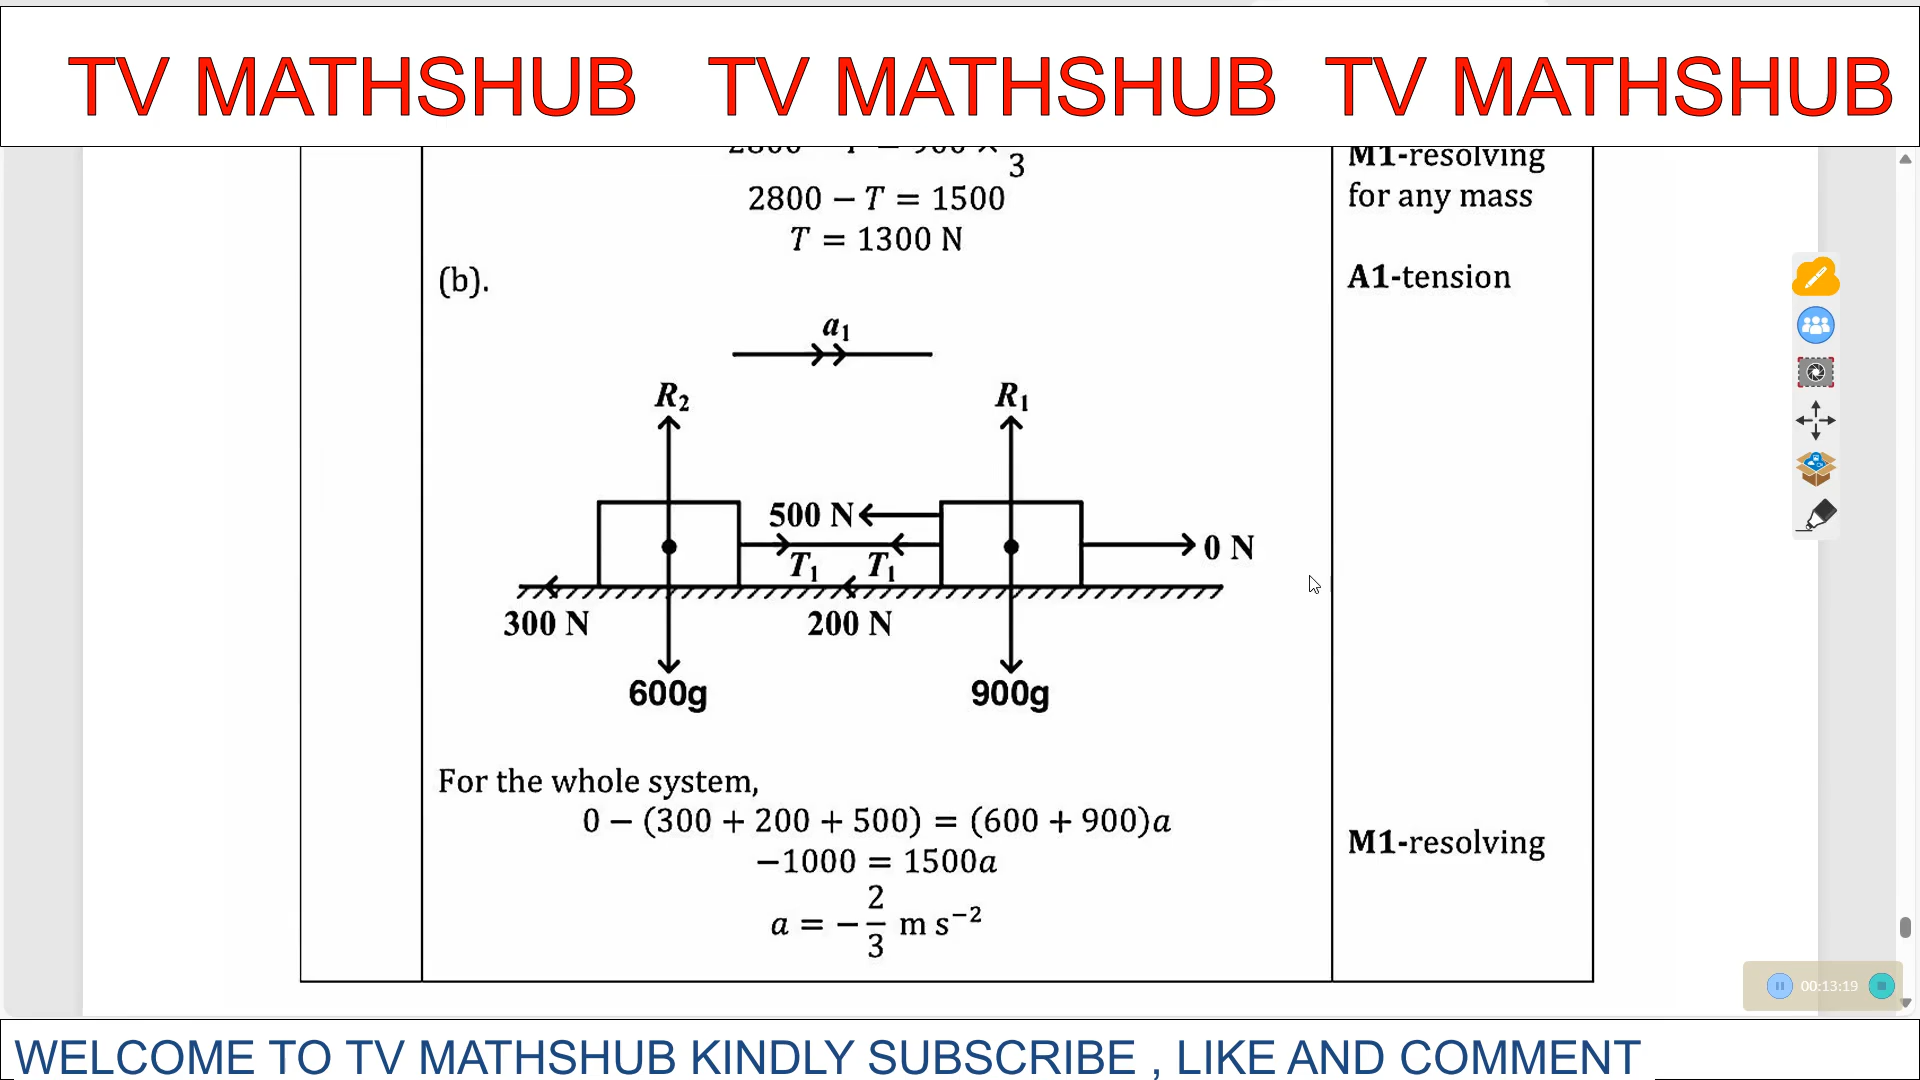 TV MATHSHUB TV MATHSHUB TV MATHSHUB
3
M1-resolving
for any mass
2800 − T = 1500
T = 1300 N
A1-tension
(b).
a₁
R₂ R₁
500 N
T₁ T₁
0 N
300 N 200 N
600g 900g
For the whole system,
0 − (300 + 200 + 500) = (600 + 900)a
−1000 = 1500a
M1-resolving
a = −2/3 m s⁻²
00:13:19
WELCOME TO TV MATHSHUB KINDLY SUBSCRIBE , LIKE AND COMMENT